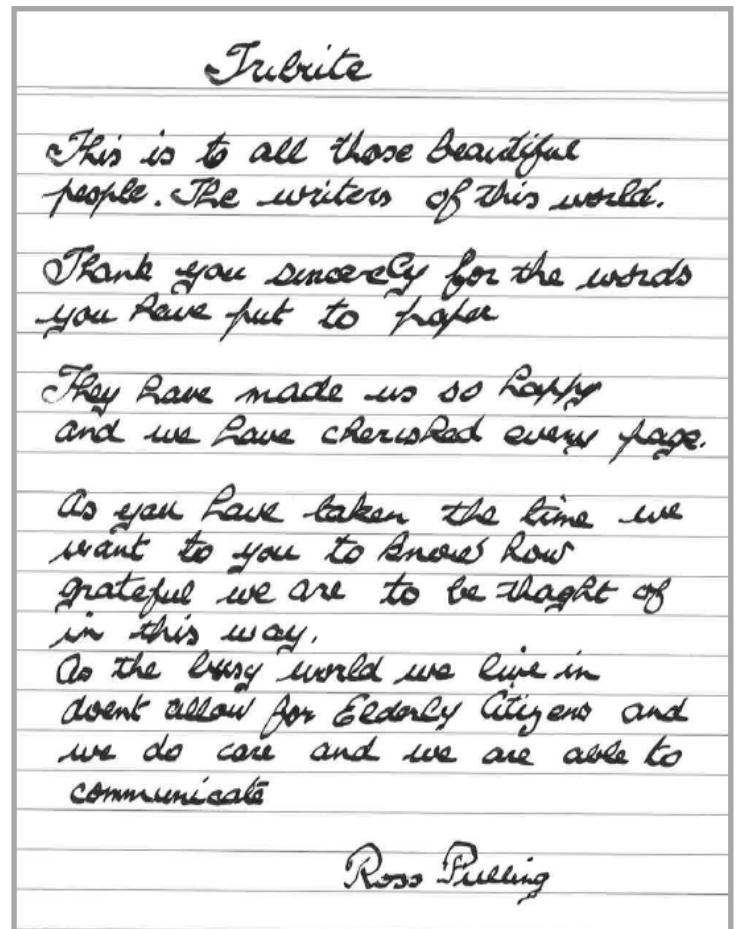 Tribute
This is to all those beautiful
people. The writers of this world.
Thank you sincerely for the words
you have put to paper
They have made us so happy
and we have cherished every page.
As you have taken the time we
want to you to know how
grateful we are to be thaght of
in this way.
As the busy world we live in
doent allow for Elderly Citizens and
we do care and we are able to
communicate
Ross Pulling